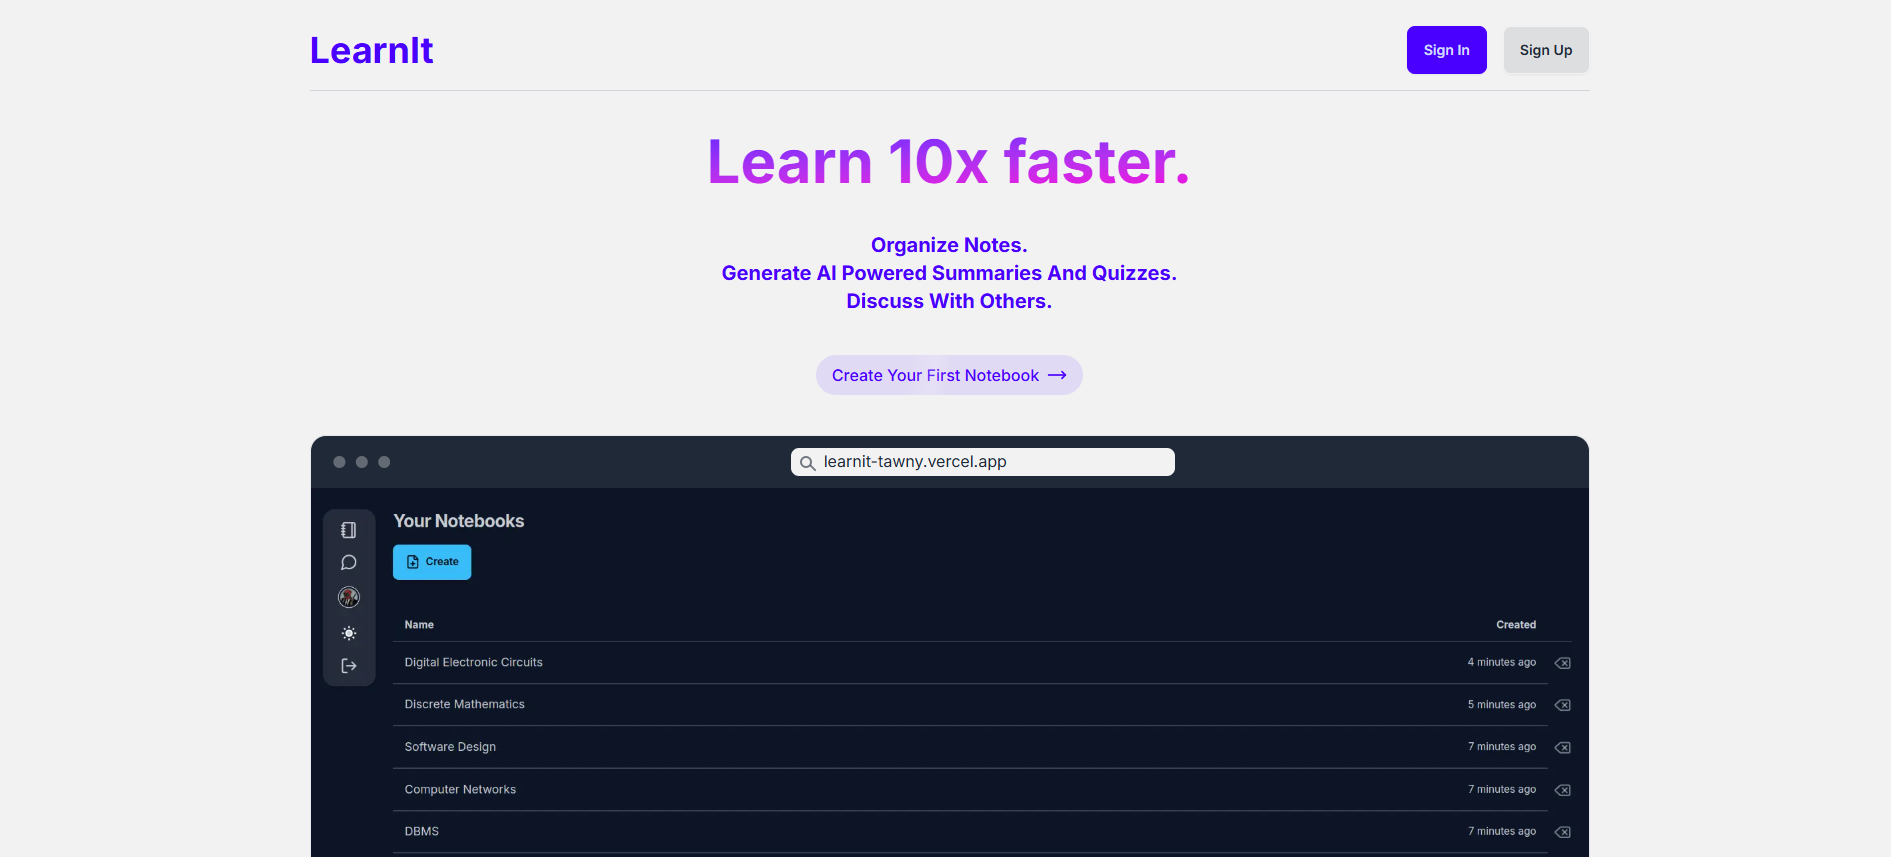 LearnIt
Sign In
Sign Up
Learn 10x faster.
Organize Notes.
Generate AI Powered Summaries And Quizzes.
Discuss With Others.
Create Your First Notebook
learnit-tawny.vercel.app
Your Notebooks
Create
Name Created
Digital Electronic Circuits 4 minutes ago
Discrete Mathematics 5 minutes ago
Software Design 7 minutes ago
Computer Networks 7 minutes ago
DBMS 7 minutes ago